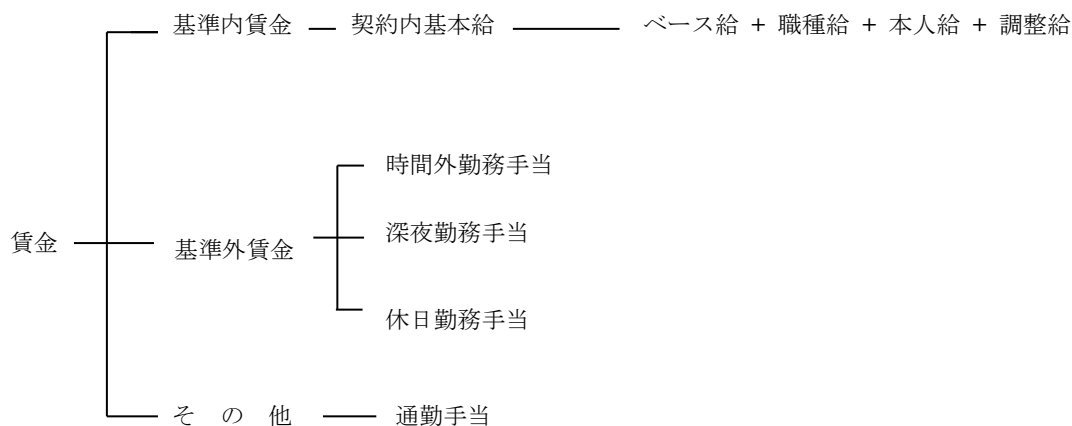 基準内賃金 契約内基本給 ベース給 + 職種給 + 本人給 + 調整給
時間外勤務手当
深夜勤務手当
賃金
基準外賃金
休日勤務手当
そ の 他 通勤手当